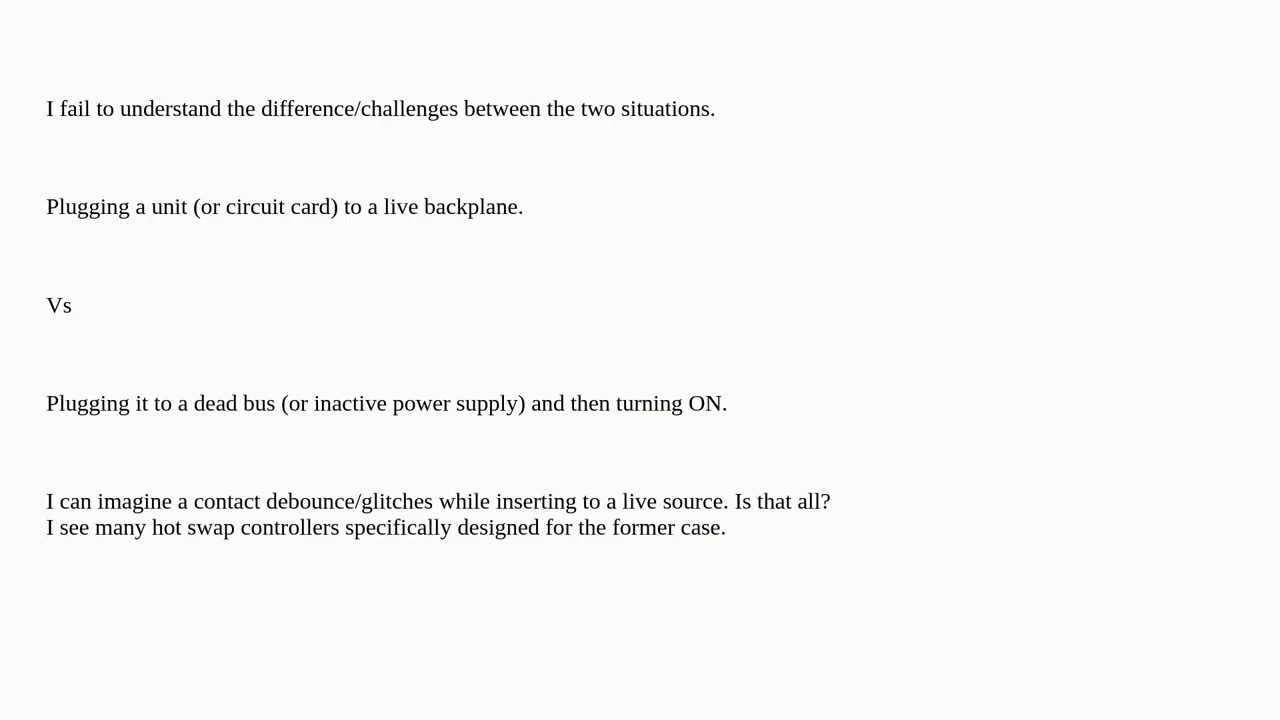 I fail to understand the difference/challenges between the two situations.
Plugging a unit (or circuit card) to a live backplane.
Vs
Plugging it to a dead bus (or inactive power supply) and then turning ON.
I can imagine a contact debounce/glitches while inserting to a live source. Is that all?
I see many hot swap controllers specifically designed for the former case.